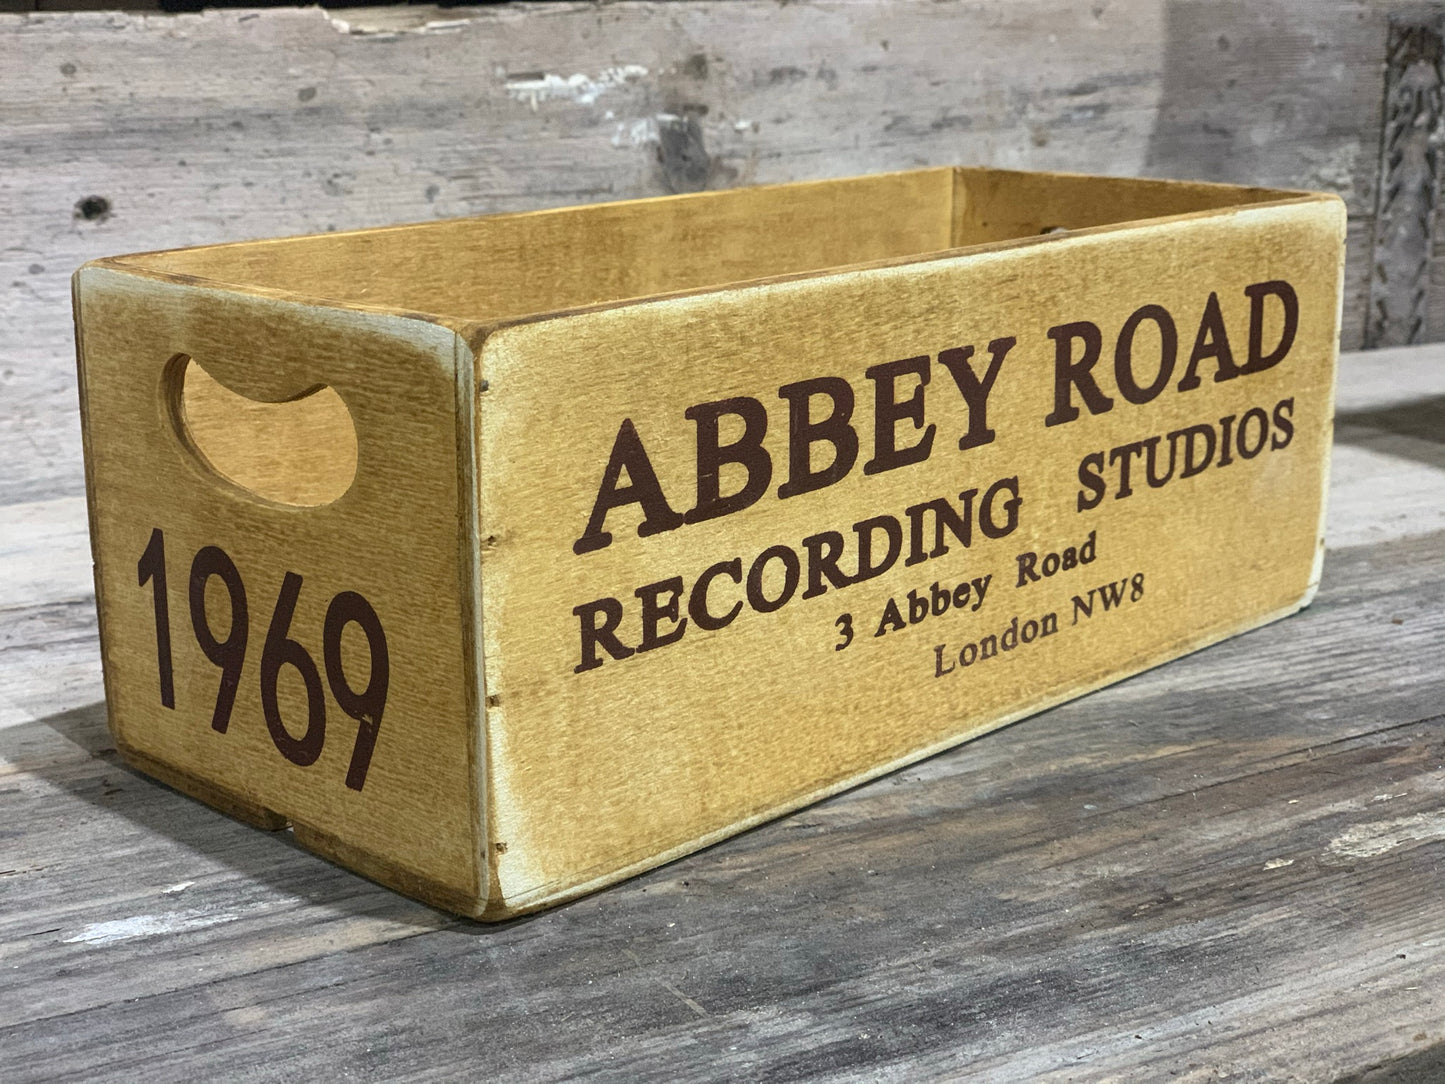 1969
ABBEY ROAD
RECORDING STUDIOS
3 Abbey Road
London NW8